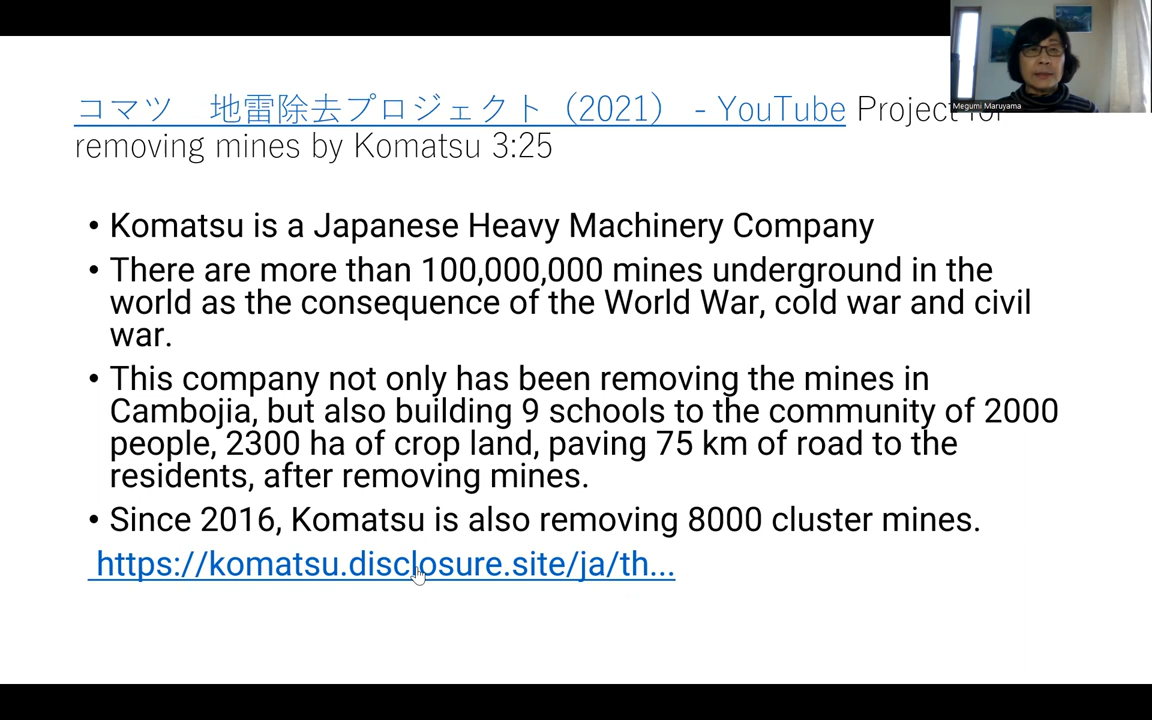 コマツ　地雷除去プロジェクト（2021） - YouTube Project for
removing mines by Komatsu 3:25
Megumi Maruyama
• Komatsu is a Japanese Heavy Machinery Company
• There are more than 100,000,000 mines underground in the
world as the consequence of the World War, cold war and civil
war.
• This company not only has been removing the mines in
Cambojia, but also building 9 schools to the community of 2000
people, 2300 ha of crop land, paving 75 km of road to the
residents, after removing mines.
• Since 2016, Komatsu is also removing 8000 cluster mines.
https://komatsu.disclosure.site/ja/th...